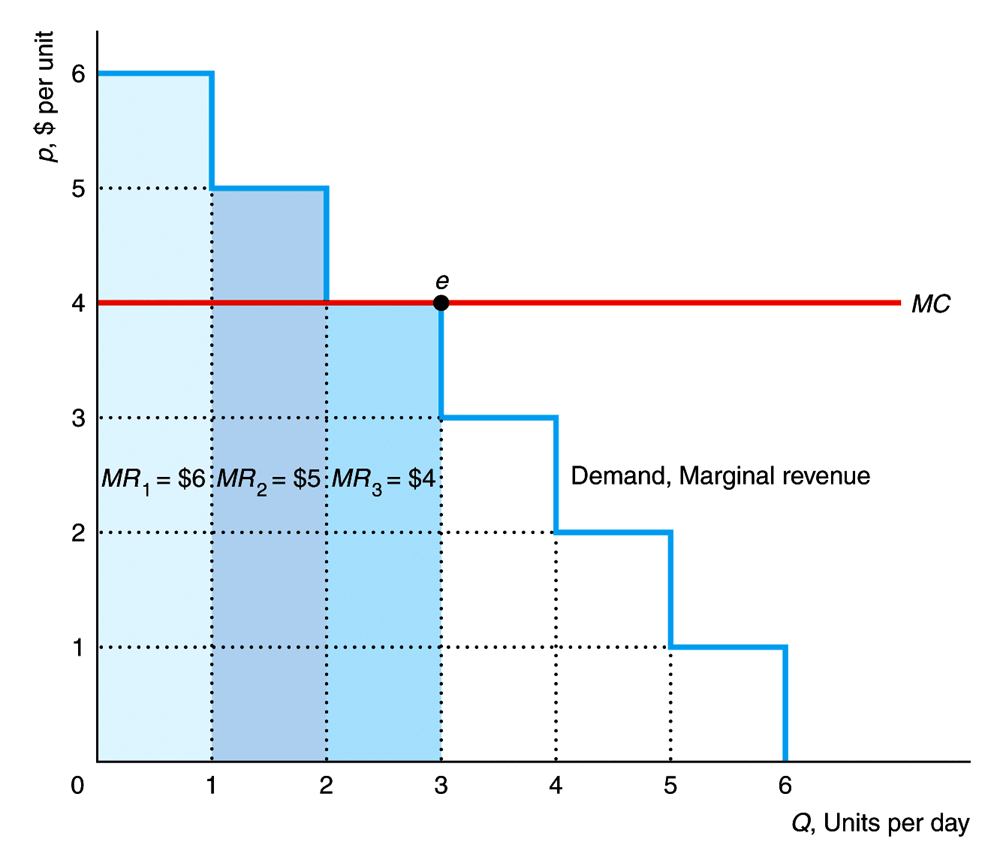 p, $ per unit
6
5
e
4
MC
3
MR1 = $6 MR2 = $5 MR3 = $4
Demand, Marginal revenue
2
1
0 1 2 3 4 5 6
Q, Units per day